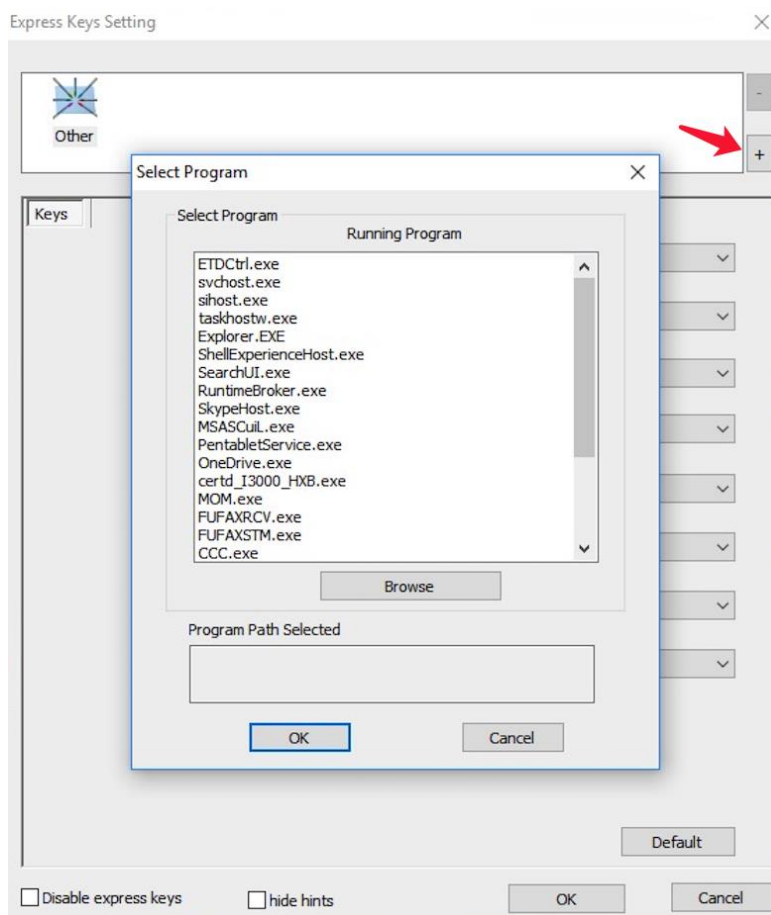 Express Keys Setting
-
Other
+
Select Program
Keys
Select Program
Running Program
ETDCtrl.exe
svchost.exe
sihost.exe
taskhostw.exe
Explorer.EXE
ShellExperienceHost.exe
SearchUI.exe
RuntimeBroker.exe
SkypeHost.exe
MSASCuiL.exe
PentabletService.exe
OneDrive.exe
certd_I3000_HXB.exe
MOM.exe
FUFAXRCV.exe
FUFAXSTM.exe
CCC.exe
Browse
Program Path Selected
OK
Cancel
Default
Disable express keys
hide hints
OK
Cancel